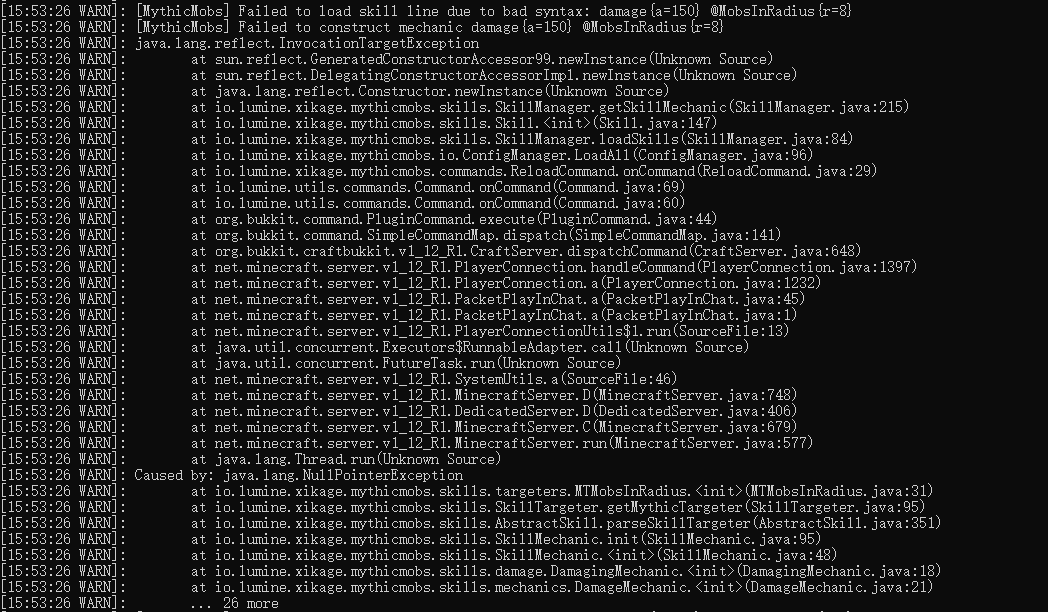 [15:53:26 WARN]: [MythicMobs] Failed to load skill line due to bad syntax: damage{a=150} @MobsInRadius{r=8}
[15:53:26 WARN]: [MythicMobs] Failed to construct mechanic damage{a=150} @MobsInRadius{r=8}
[15:53:26 WARN]: java.lang.reflect.InvocationTargetException
[15:53:26 WARN]: at sun.reflect.GeneratedConstructorAccessor99.newInstance(Unknown Source)
[15:53:26 WARN]: at sun.reflect.DelegatingConstructorAccessorImpl.newInstance(Unknown Source)
[15:53:26 WARN]: at java.lang.reflect.Constructor.newInstance(Unknown Source)
[15:53:26 WARN]: at io.lumine.xikage.mythicmobs.skills.SkillManager.getSkillMechanic(SkillManager.java:215)
[15:53:26 WARN]: at io.lumine.xikage.mythicmobs.skills.Skill.<init>(Skill.java:147)
[15:53:26 WARN]: at io.lumine.xikage.mythicmobs.skills.SkillManager.loadSkills(SkillManager.java:84)
[15:53:26 WARN]: at io.lumine.xikage.mythicmobs.io.ConfigManager.LoadAll(ConfigManager.java:96)
[15:53:26 WARN]: at io.lumine.xikage.mythicmobs.commands.ReloadCommand.onCommand(ReloadCommand.java:29)
[15:53:26 WARN]: at io.lumine.utils.commands.Command.onCommand(Command.java:69)
[15:53:26 WARN]: at io.lumine.utils.commands.Command.onCommand(Command.java:60)
[15:53:26 WARN]: at org.bukkit.command.PluginCommand.execute(PluginCommand.java:44)
[15:53:26 WARN]: at org.bukkit.command.SimpleCommandMap.dispatch(SimpleCommandMap.java:141)
[15:53:26 WARN]: at org.bukkit.craftbukkit.v1_12_R1.CraftServer.dispatchCommand(CraftServer.java:648)
[15:53:26 WARN]: at net.minecraft.server.v1_12_R1.PlayerConnection.handleCommand(PlayerConnection.java:1397)
[15:53:26 WARN]: at net.minecraft.server.v1_12_R1.PlayerConnection.a(PlayerConnection.java:1232)
[15:53:26 WARN]: at net.minecraft.server.v1_12_R1.PacketPlayInChat.a(PacketPlayInChat.java:45)
[15:53:26 WARN]: at net.minecraft.server.v1_12_R1.PacketPlayInChat.a(PacketPlayInChat.java:1)
[15:53:26 WARN]: at net.minecraft.server.v1_12_R1.PlayerConnectionUtils$1.run(SourceFile:13)
[15:53:26 WARN]: at java.util.concurrent.Executors$RunnableAdapter.call(Unknown Source)
[15:53:26 WARN]: at java.util.concurrent.FutureTask.run(Unknown Source)
[15:53:26 WARN]: at net.minecraft.server.v1_12_R1.SystemUtils.a(SourceFile:46)
[15:53:26 WARN]: at net.minecraft.server.v1_12_R1.MinecraftServer.D(MinecraftServer.java:748)
[15:53:26 WARN]: at net.minecraft.server.v1_12_R1.DedicatedServer.D(DedicatedServer.java:406)
[15:53:26 WARN]: at net.minecraft.server.v1_12_R1.MinecraftServer.C(MinecraftServer.java:679)
[15:53:26 WARN]: at net.minecraft.server.v1_12_R1.MinecraftServer.run(MinecraftServer.java:577)
[15:53:26 WARN]: at java.lang.Thread.run(Unknown Source)
[15:53:26 WARN]: Caused by: java.lang.NullPointerException
[15:53:26 WARN]: at io.lumine.xikage.mythicmobs.skills.targeters.MTMobsInRadius.<init>(MTMobsInRadius.java:31)
[15:53:26 WARN]: at io.lumine.xikage.mythicmobs.skills.SkillTargeter.getMythicTargeter(SkillTargeter.java:95)
[15:53:26 WARN]: at io.lumine.xikage.mythicmobs.skills.AbstractSkill.parseSkillTargeter(AbstractSkill.java:351)
[15:53:26 WARN]: at io.lumine.xikage.mythicmobs.skills.SkillMechanic.init(SkillMechanic.java:95)
[15:53:26 WARN]: at io.lumine.xikage.mythicmobs.skills.SkillMechanic.<init>(SkillMechanic.java:48)
[15:53:26 WARN]: at io.lumine.xikage.mythicmobs.skills.damage.DamagingMechanic.<init>(DamagingMechanic.java:18)
[15:53:26 WARN]: at io.lumine.xikage.mythicmobs.skills.mechanics.DamageMechanic.<init>(DamageMechanic.java:21)
[15:53:26 WARN]: ... 26 more